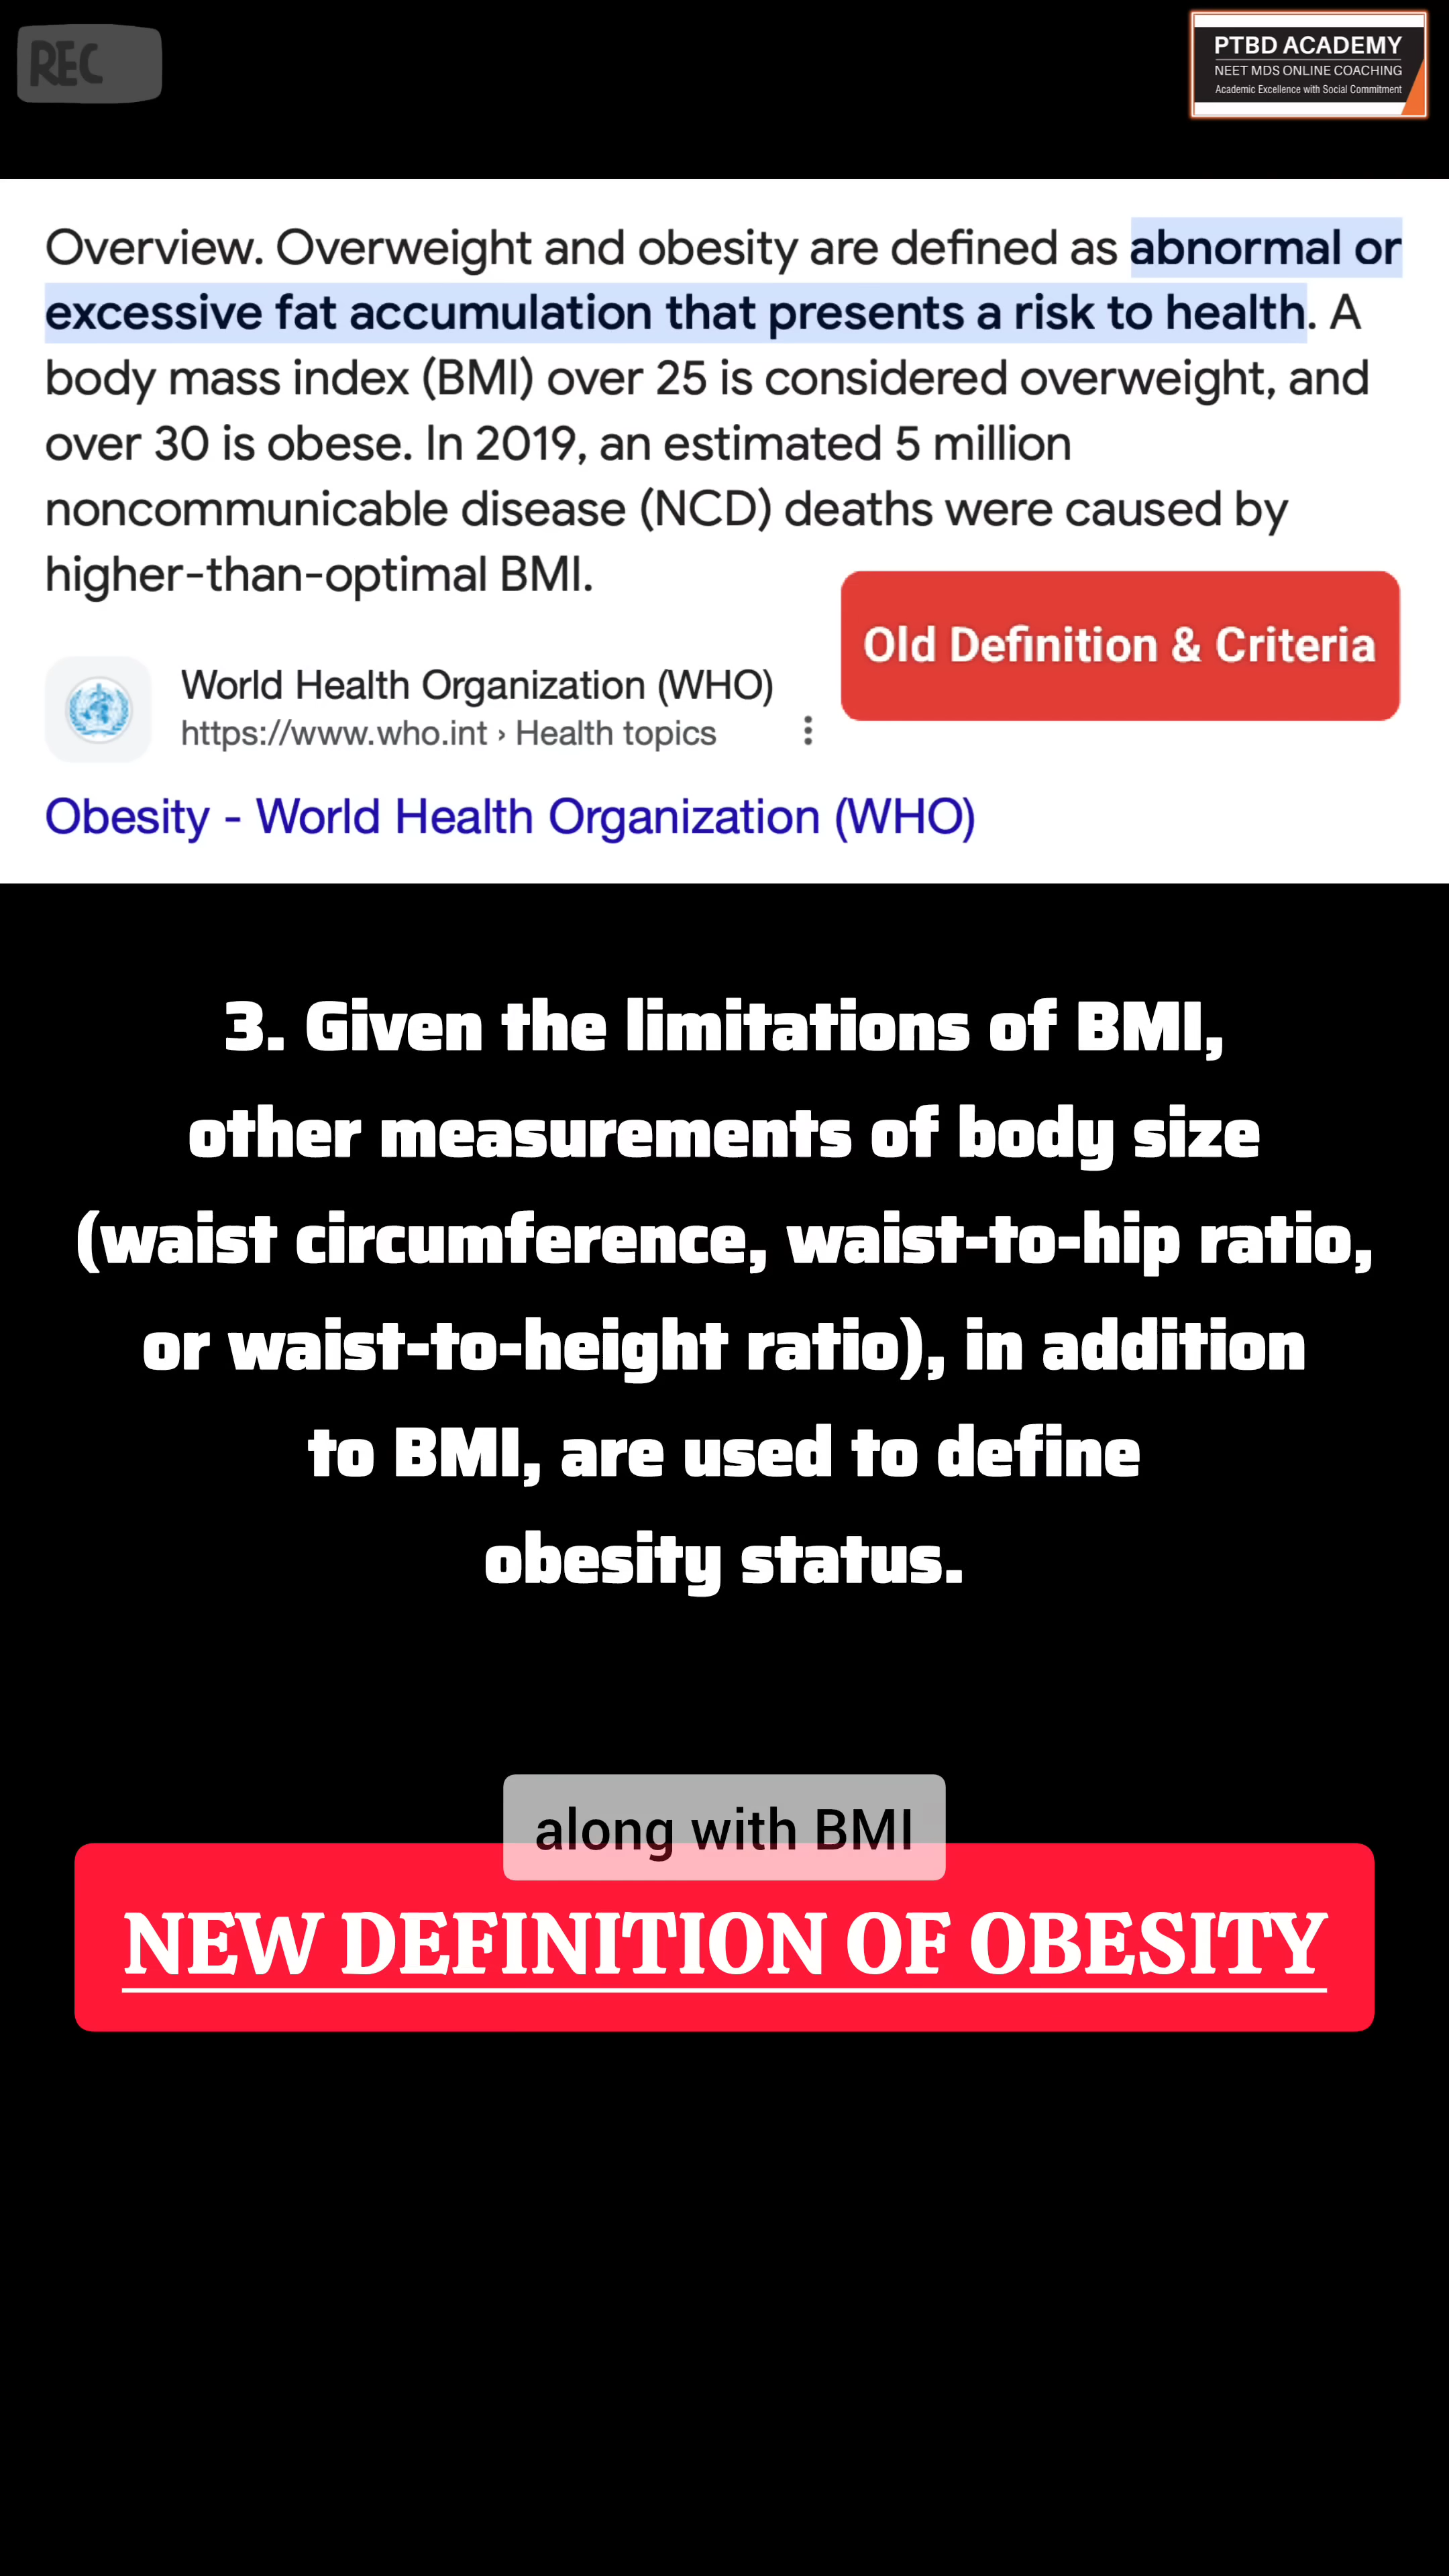 REC
PTBD ACADEMY
NEET MDS ONLINE COACHING
Academic Excellence with Social Commitment
Overview. Overweight and obesity are defined as abnormal or
excessive fat accumulation that presents a risk to health. A
body mass index (BMI) over 25 is considered overweight, and
over 30 is obese. In 2019, an estimated 5 million
noncommunicable disease (NCD) deaths were caused by
higher-than-optimal BMI.
Old Definition & Criteria
World Health Organization (WHO)
https://www.who.int › Health topics
Obesity - World Health Organization (WHO)
3. Given the limitations of BMI,
other measurements of body size
(waist circumference, waist-to-hip ratio,
or waist-to-height ratio), in addition
to BMI, are used to define
obesity status.
along with BMI
NEW DEFINITION OF OBESITY